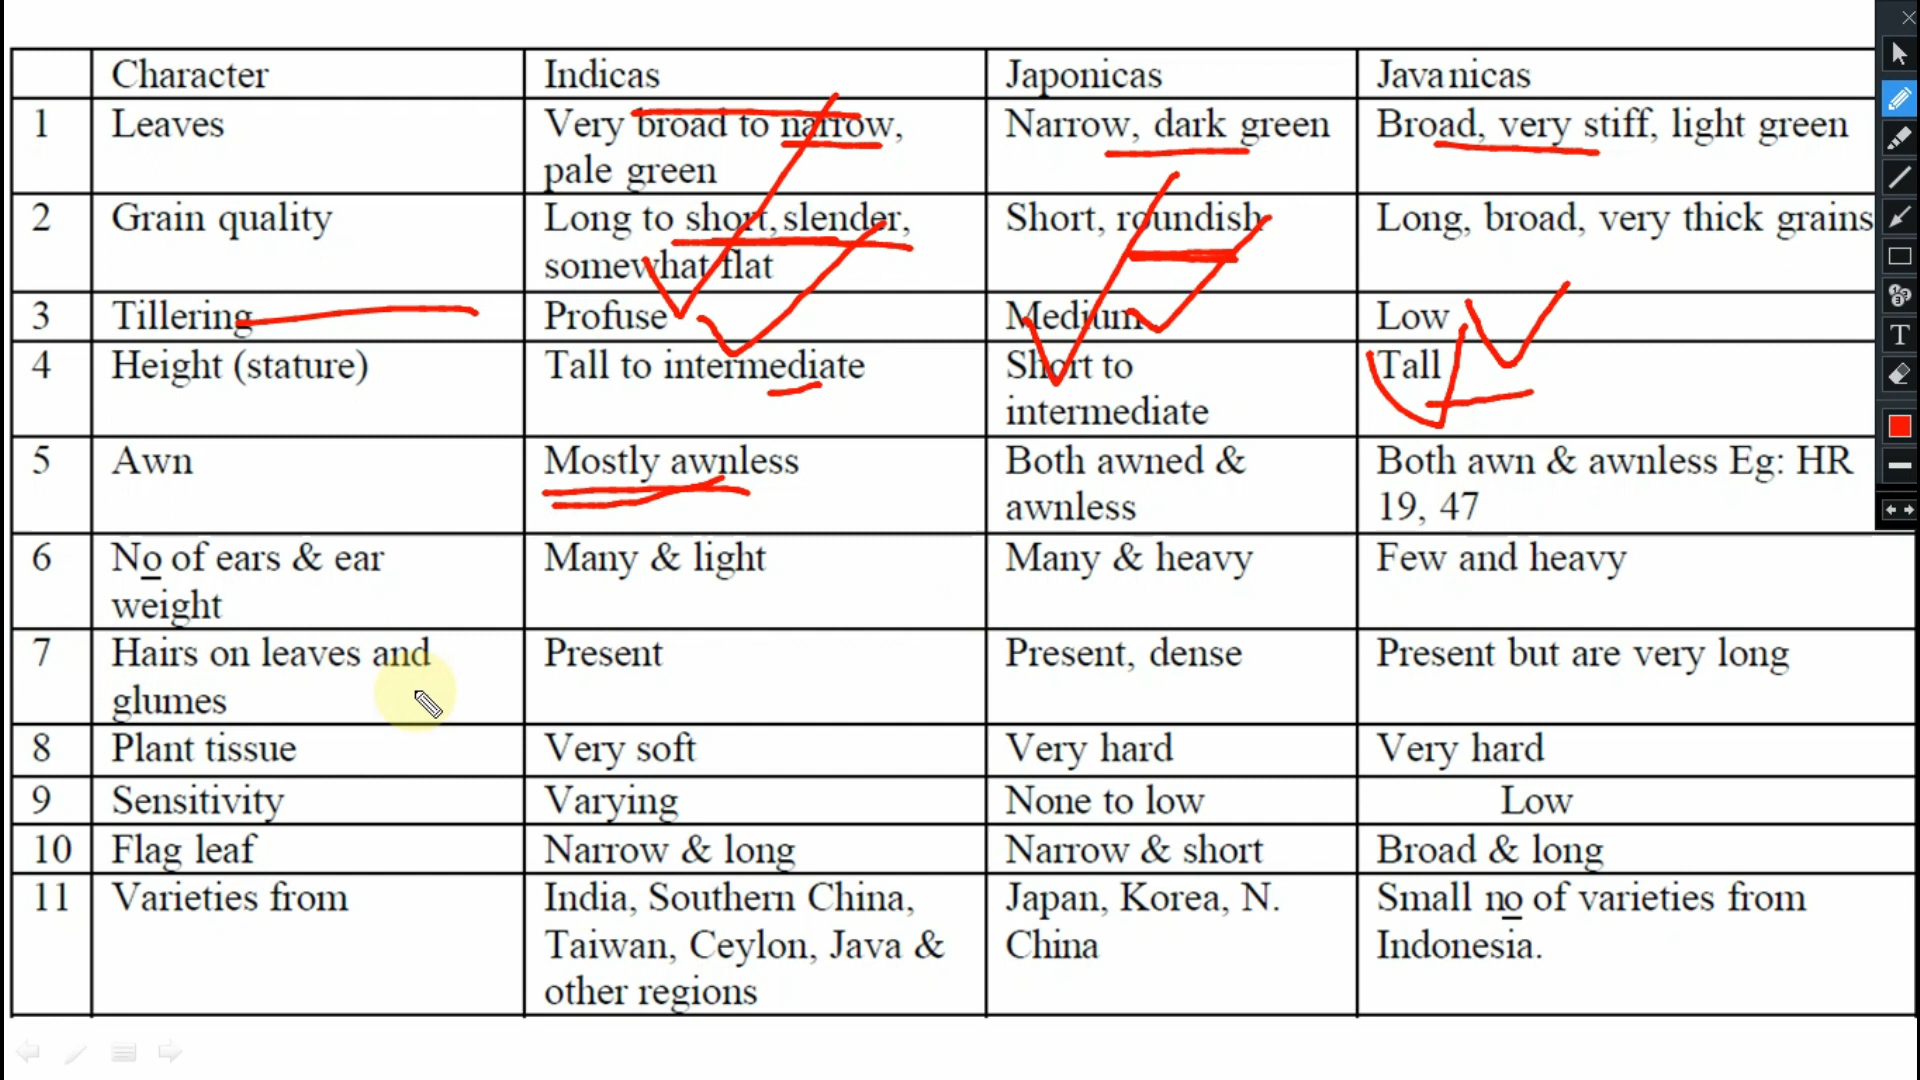 Character Indicas Japonicas Javanicas
1 Leaves Very broad to narrow, Narrow, dark green Broad, very stiff, light green
pale green
2 Grain quality Long to short, slender, Short, roundish Long, broad, very thick grains
somewhat flat
3 Tillering Profuse Medium Low
4 Height (stature) Tall to intermediate Short to Tall
intermediate
5 Awn Mostly awnless Both awned & Both awn & awnless Eg: HR
awnless 19, 47
6 No of ears & ear Many & light Many & heavy Few and heavy
weight
7 Hairs on leaves and Present Present, dense Present but are very long
glumes
8 Plant tissue Very soft Very hard Very hard
9 Sensitivity Varying None to low Low
10 Flag leaf Narrow & long Narrow & short Broad & long
11 Varieties from India, Southern China, Japan, Korea, N. Small no of varieties from
Taiwan, Ceylon, Java & China Indonesia.
other regions
T